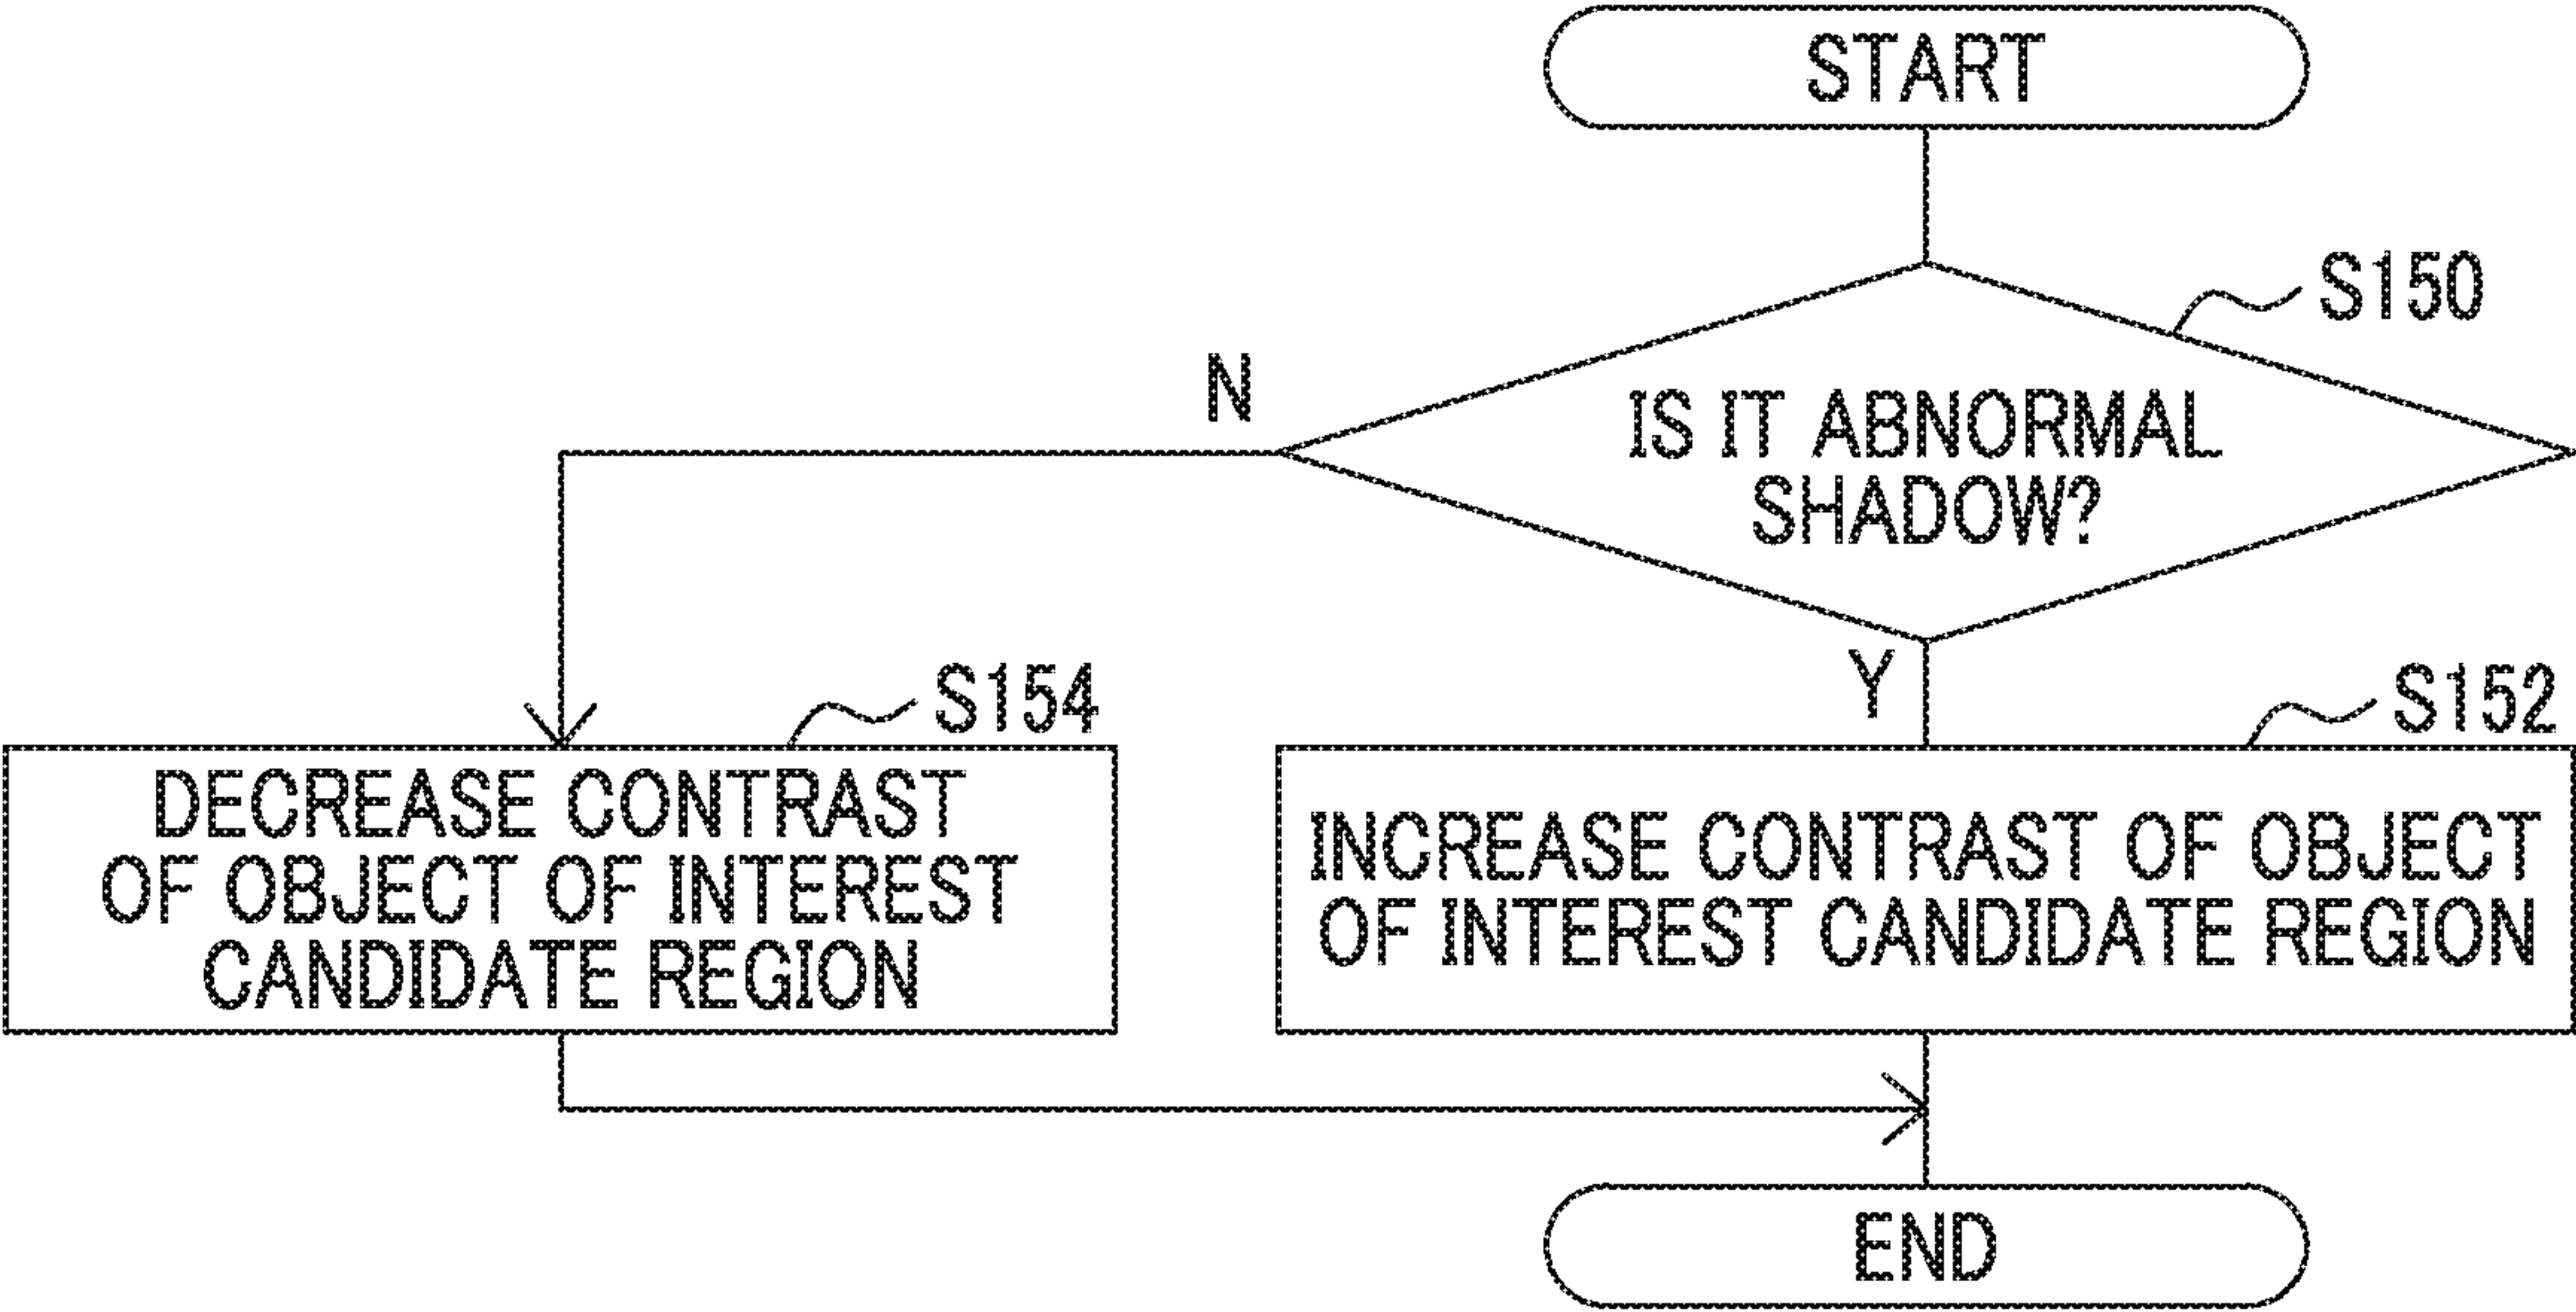 START
S150
N
IS IT ABNORMAL
SHADOW?
Y
S154
S152
DECREASE CONTRAST
OF OBJECT OF INTEREST
CANDIDATE REGION
INCREASE CONTRAST OF OBJECT
OF INTEREST CANDIDATE REGION
END